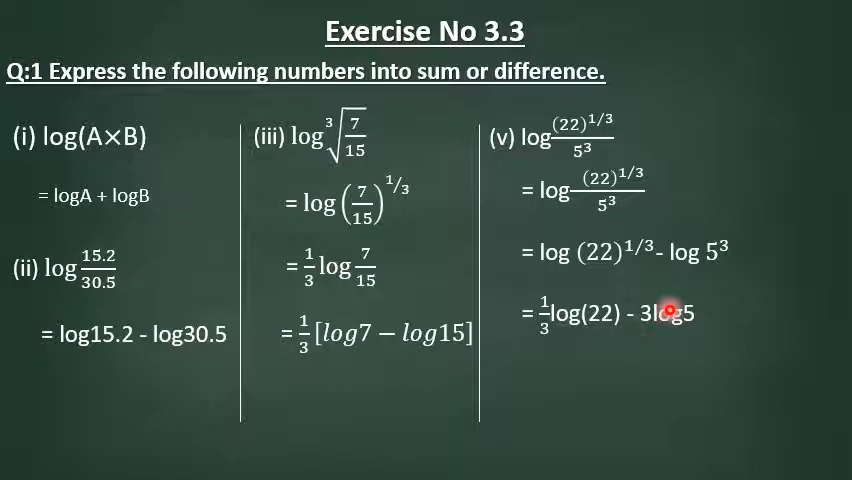 Exercise No 3.3
Q:1 Express the following numbers into sum or difference.
(i) log(A×B)
= logA + logB
(ii) log 15.2/30.5
= log15.2 - log30.5
(iii) log ∛(7/15)
= log (7/15)^1/3
= 1/3 log 7/15
= 1/3 [log7 − log15]
(v) log (22)^1/3 / 5^3
= log (22)^1/3 / 5^3
= log (22)^1/3 - log 5^3
= 1/3 log(22) - 3log5